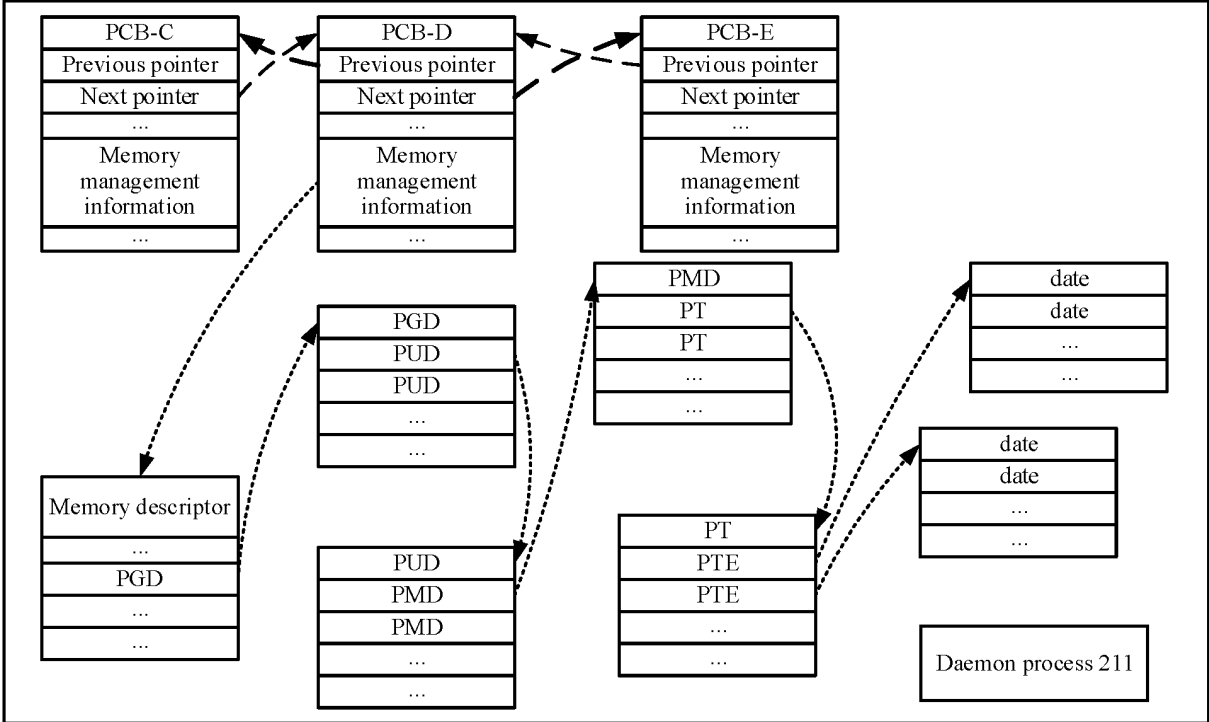 PCB-C
Previous pointer
Next pointer
...
Memory
management
information
...
PCB-D
Previous pointer
Next pointer
...
Memory
management
information
...
PCB-E
Previous pointer
Next pointer
...
Memory
management
information
...
Memory descriptor
...
PGD
...
...
PGD
PUD
PUD
...
...
PUD
PMD
PMD
...
...
PMD
PT
PT
...
...
PT
PTE
PTE
...
...
date
date
...
...
date
date
...
...
Daemon process 211